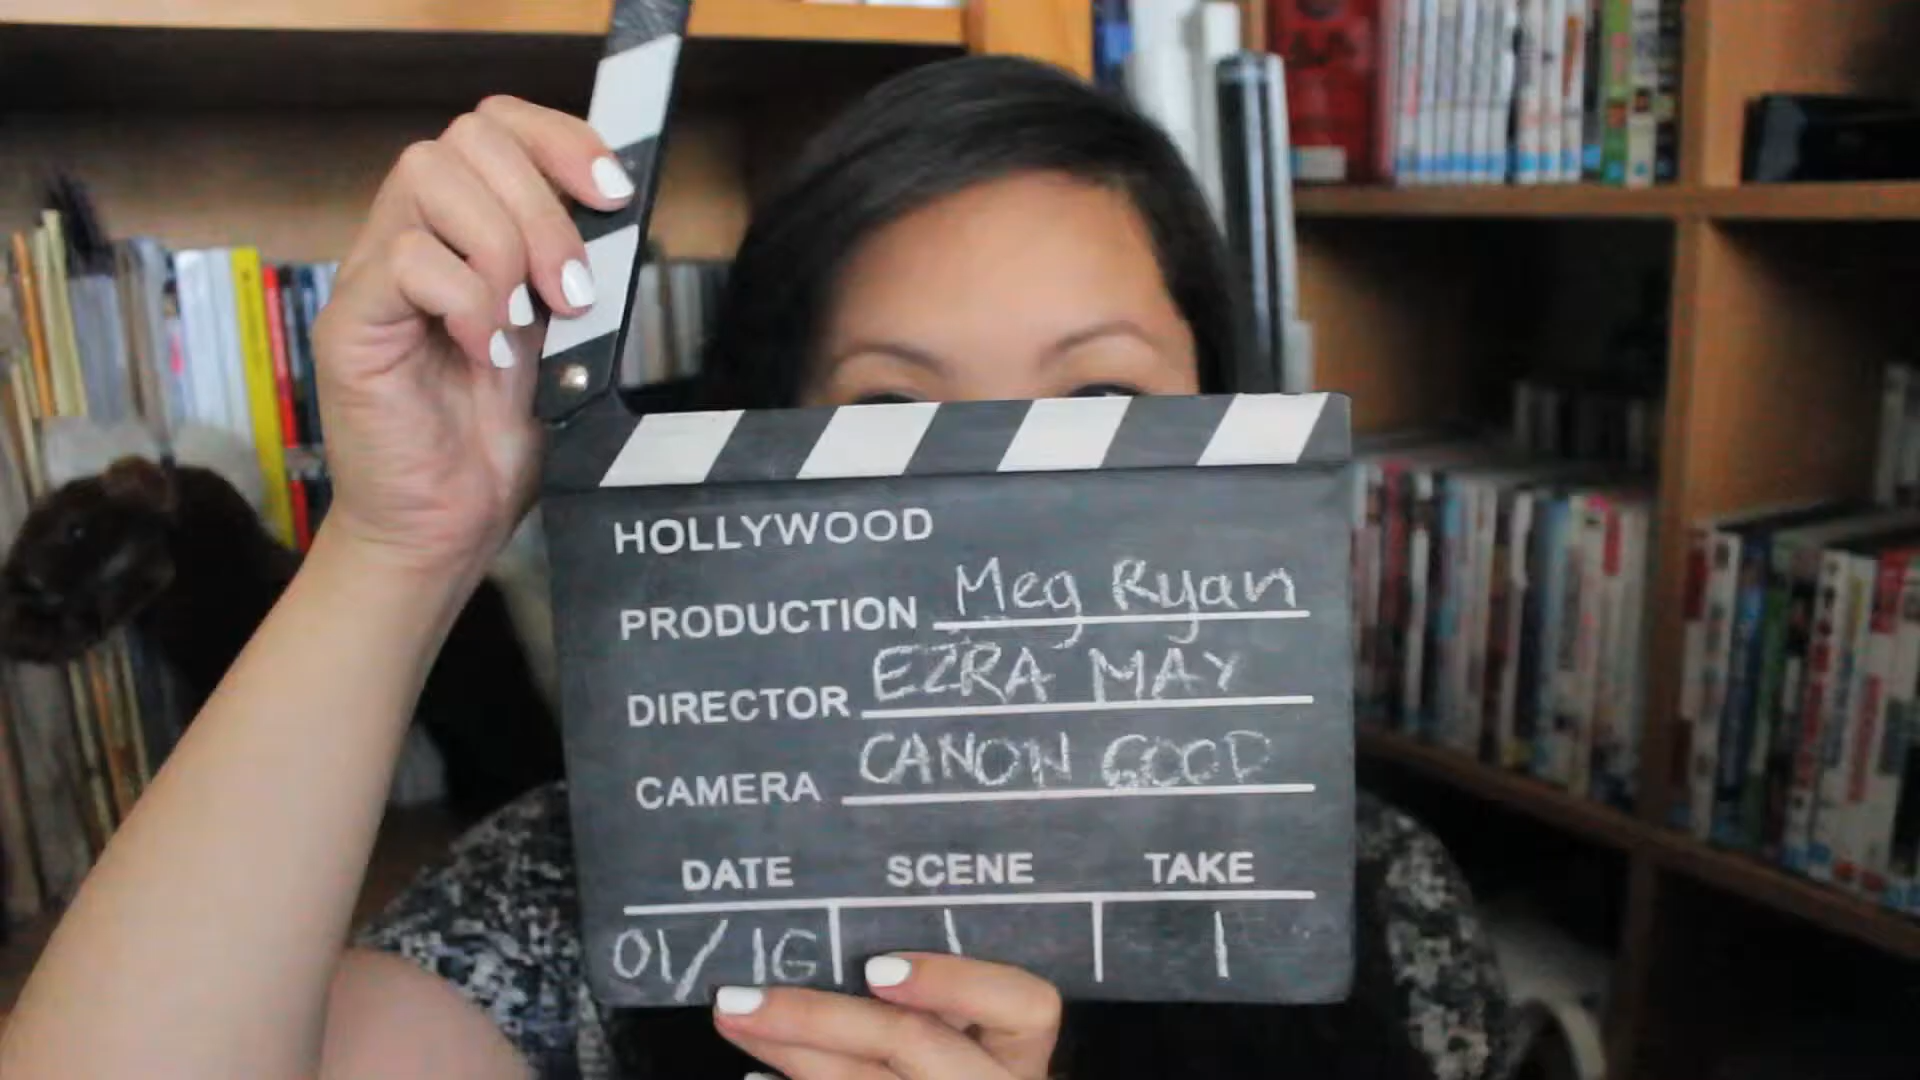 HOLLYWOOD
PRODUCTION Meg Ryan
DIRECTOR EZRA MAY
CAMERA CANON GOOD
DATE SCENE TAKE
01/16 1 1